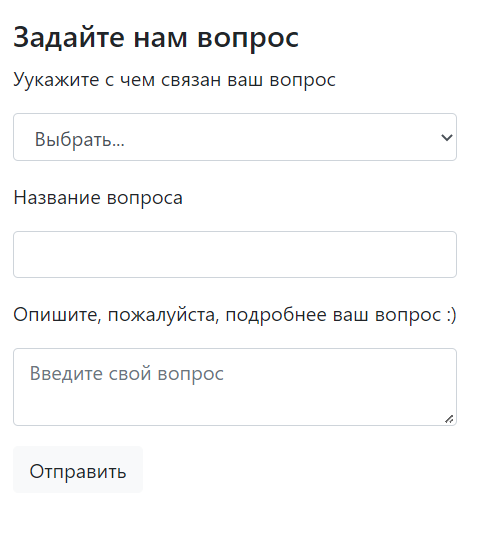 Задайте нам вопрос
Уукажите с чем связан ваш вопрос
Выбрать...
Название вопроса
Опишите, пожалуйста, подробнее ваш вопрос :)
Введите свой вопрос
Отправить